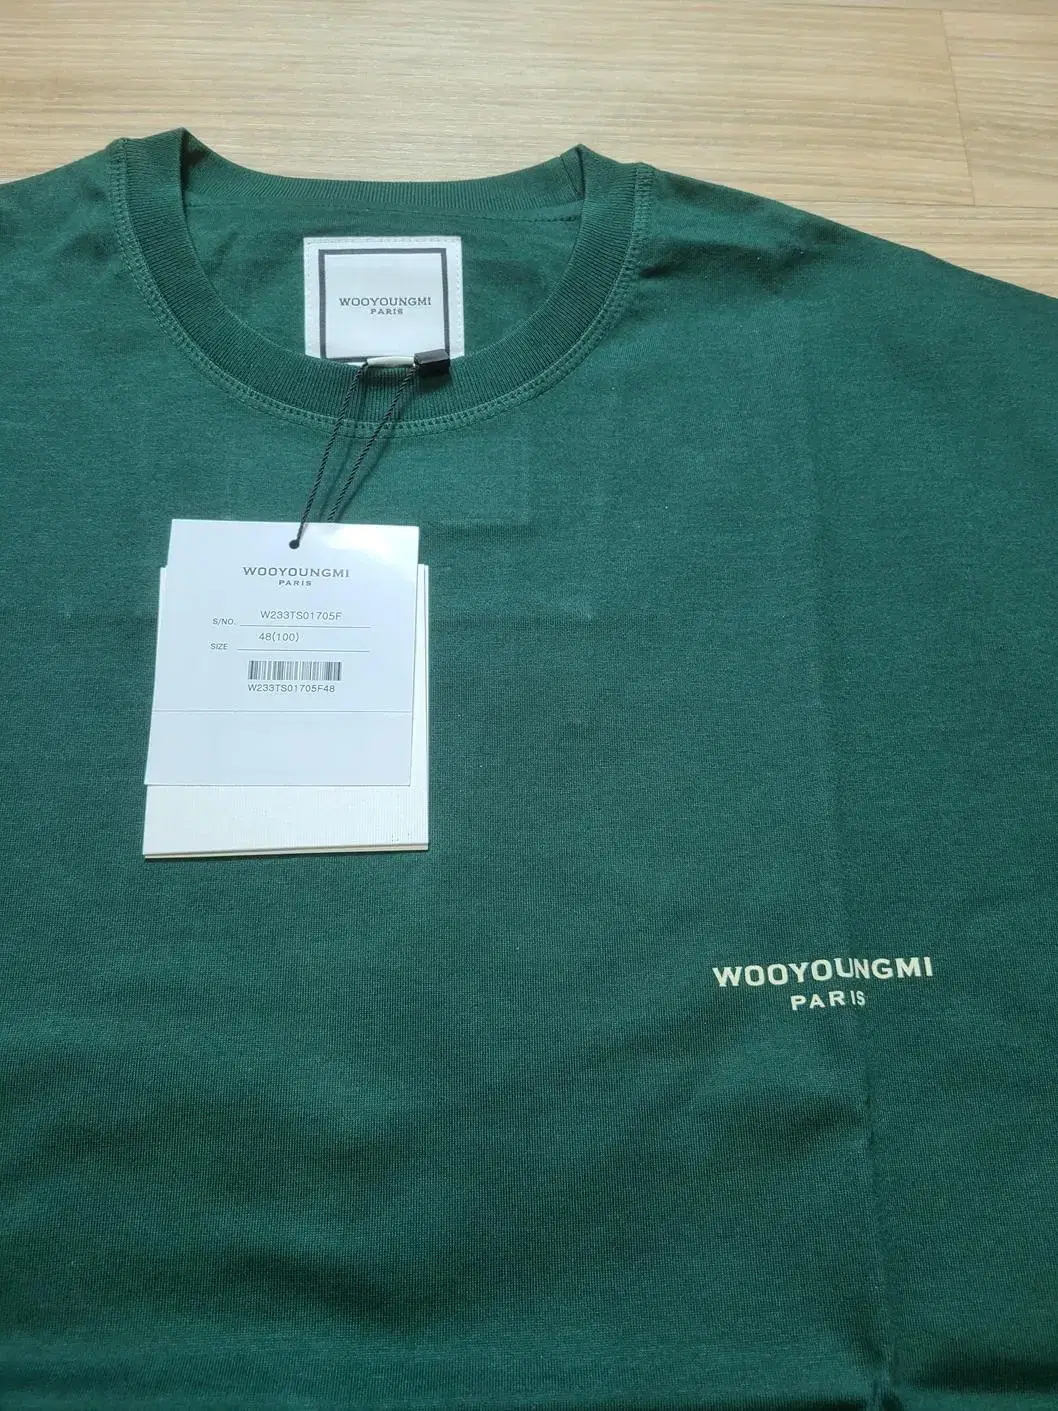 WOOYOUNGMI
PARIS
WOOYOUNGMI
PARIS
S/NO. W233TS01705F
SIZE 48(100)
W233TS01705F48
WOOYOUNGMI
PARIS